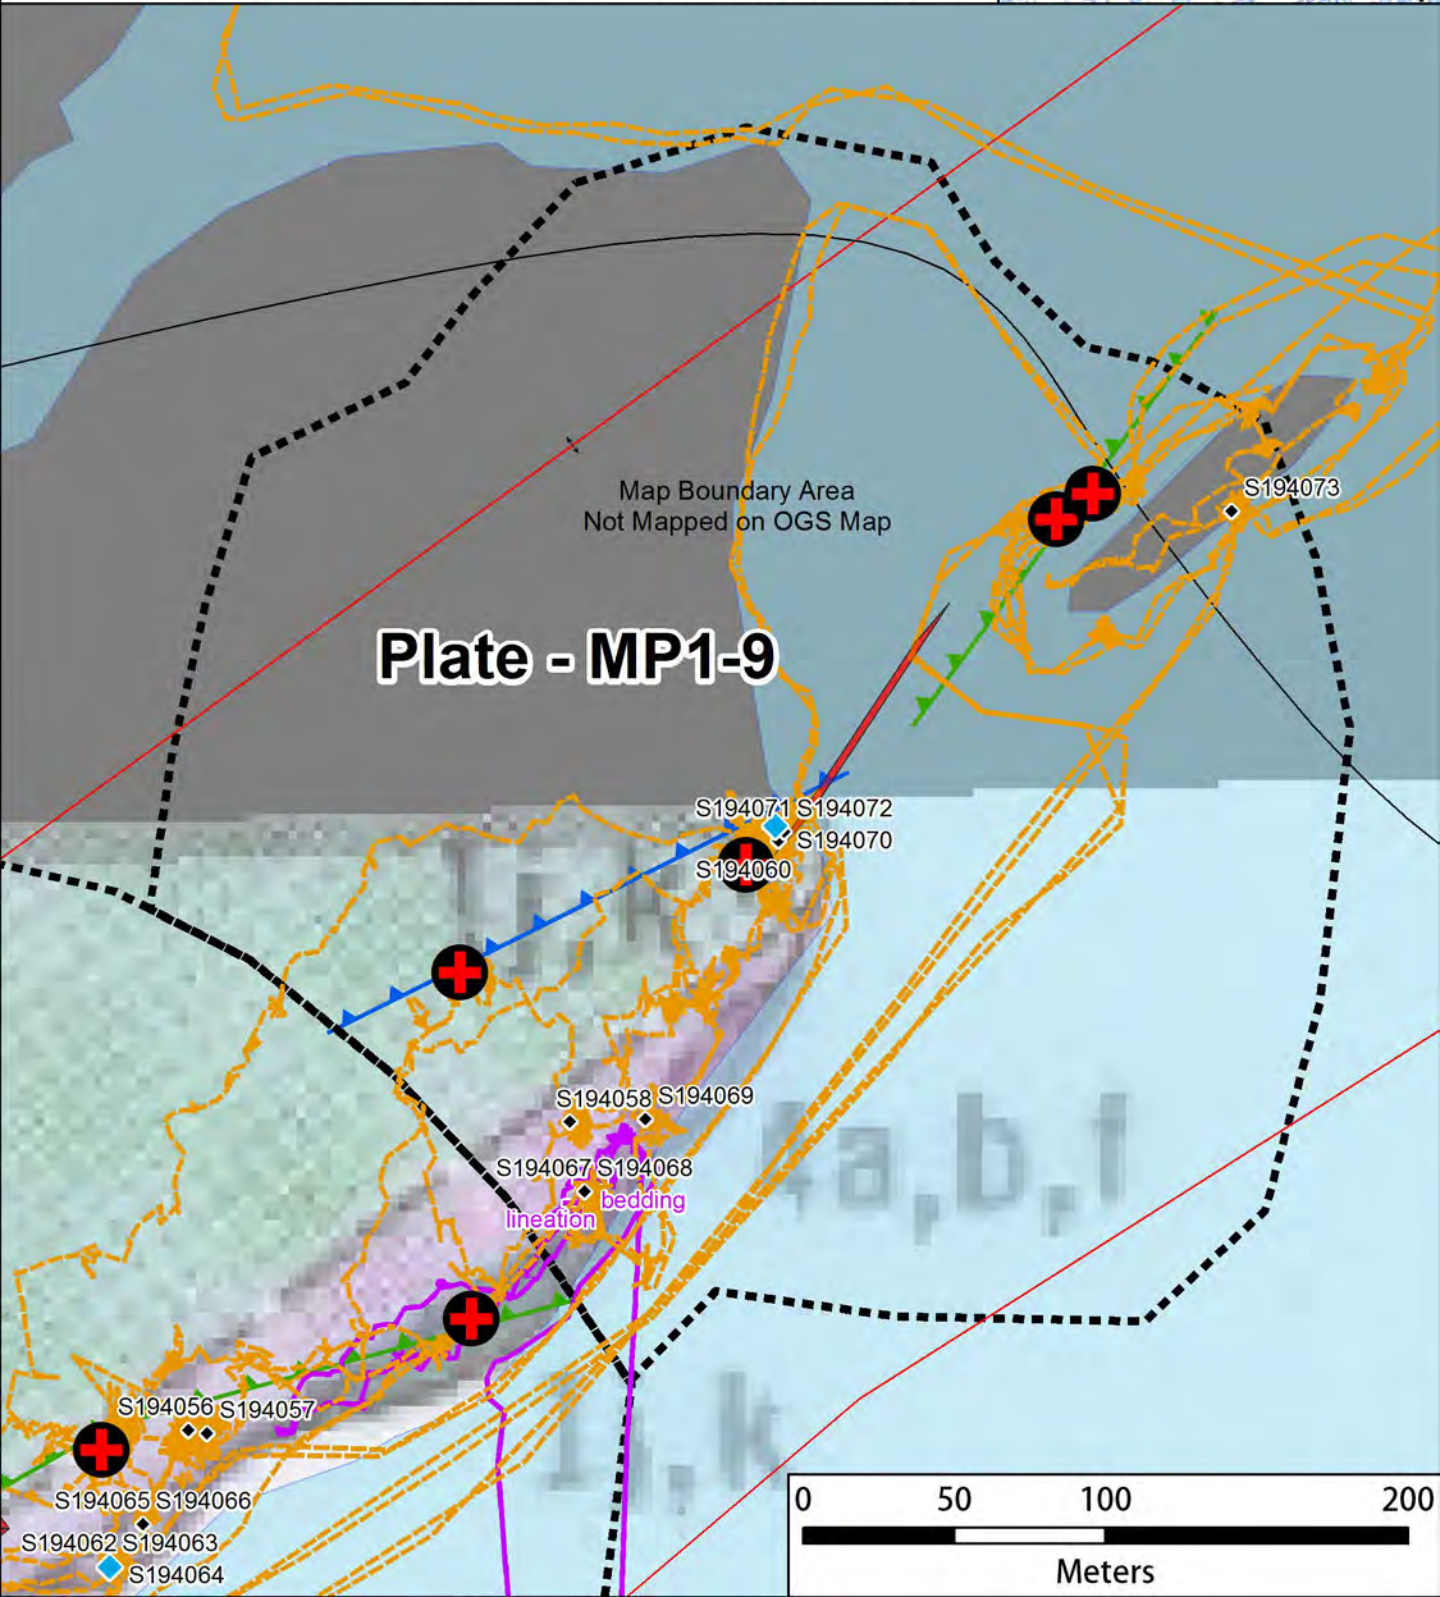 S194073
Map Boundary Area
Not Mapped on OGS Map
Plate - MP1-9
S194071 S194072
S194070
S194060
S194058 S194069
4a,b,i
S194067 S194068
bedding
lineation
S194056 S194057
S194065 S194066
S194062 S194063
S194064
0 50 100 200
Meters